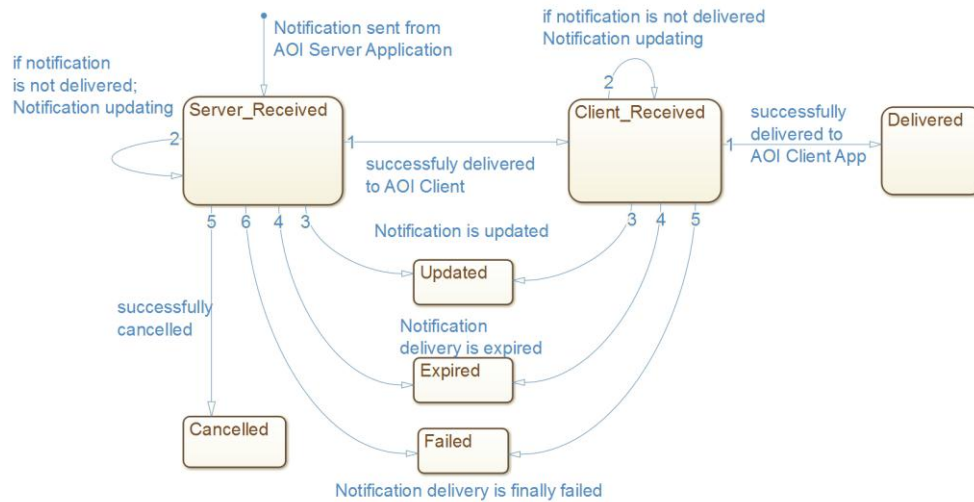 Notification sent from
AOI Server Application
if notification is not delivered
Notification updating
if notification
is not delivered;
Notification updating
Server_Received
2
1
successfuly delivered
to AOI Client
5
6
4
3
Client_Received
2
1
3
4
5
successfully
delivered to
AOI Client App
Delivered
Notification is updated
Updated
successfully
cancelled
Notification
delivery is expired
Expired
Cancelled
Failed
Notification delivery is finally failed